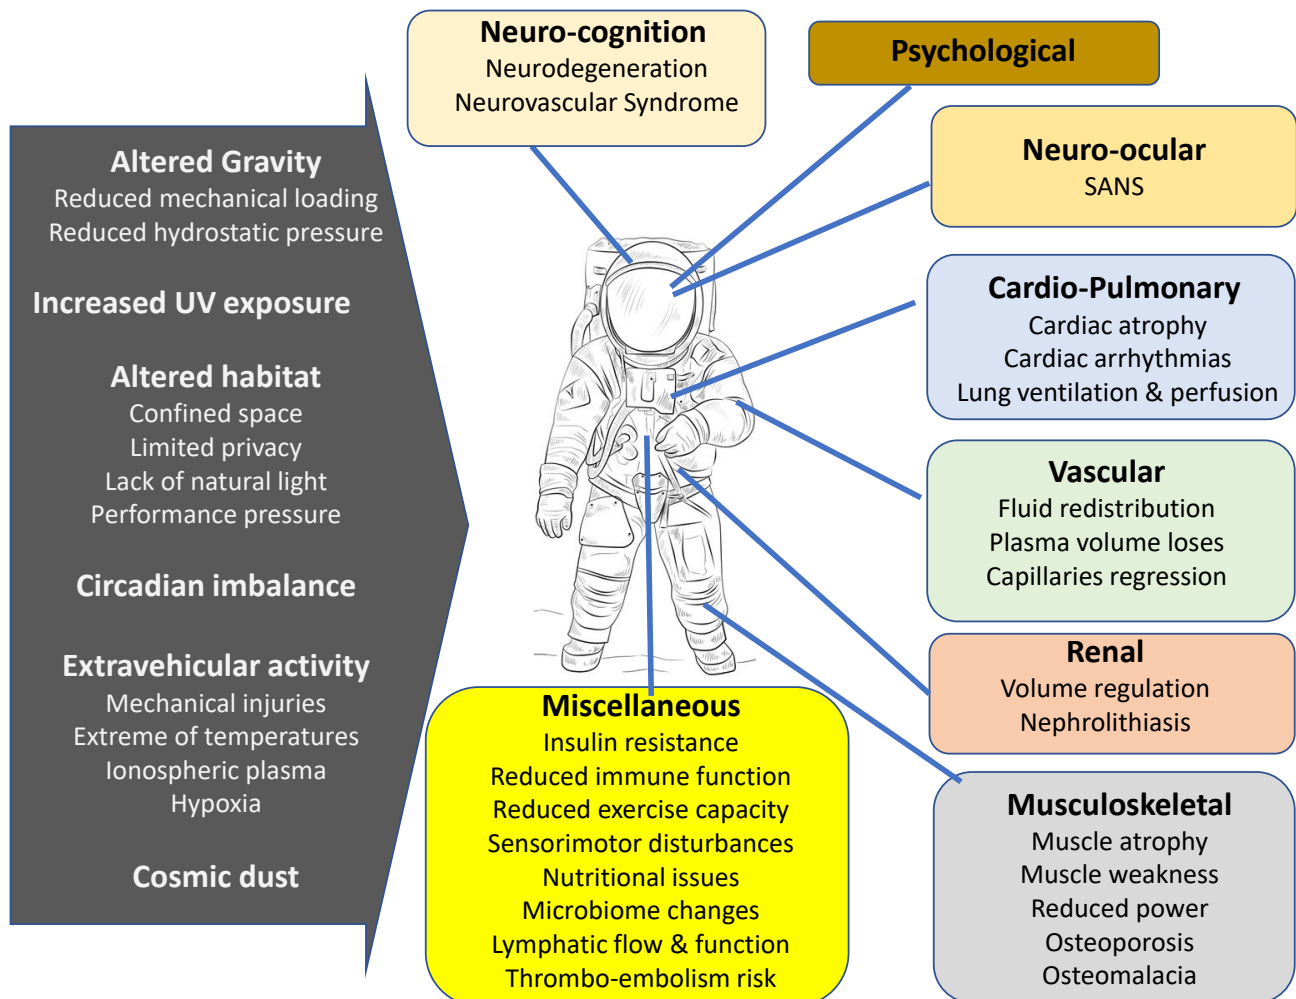 Altered Gravity
Reduced mechanical loading
Reduced hydrostatic pressure
Increased UV exposure
Altered habitat
Confined space
Limited privacy
Lack of natural light
Performance pressure
Circadian imbalance
Extravehicular activity
Mechanical injuries
Extreme of temperatures
Ionospheric plasma
Hypoxia
Cosmic dust
Neuro-cognition
Neurodegeneration
Neurovascular Syndrome
Psychological
Neuro-ocular
SANS
Cardio-Pulmonary
Cardiac atrophy
Cardiac arrhythmias
Lung ventilation & perfusion
Vascular
Fluid redistribution
Plasma volume loses
Capillaries regression
Renal
Volume regulation
Nephrolithiasis
Musculoskeletal
Muscle atrophy
Muscle weakness
Reduced power
Osteoporosis
Osteomalacia
Miscellaneous
Insulin resistance
Reduced immune function
Reduced exercise capacity
Sensorimotor disturbances
Nutritional issues
Microbiome changes
Lymphatic flow & function
Thrombo-embolism risk